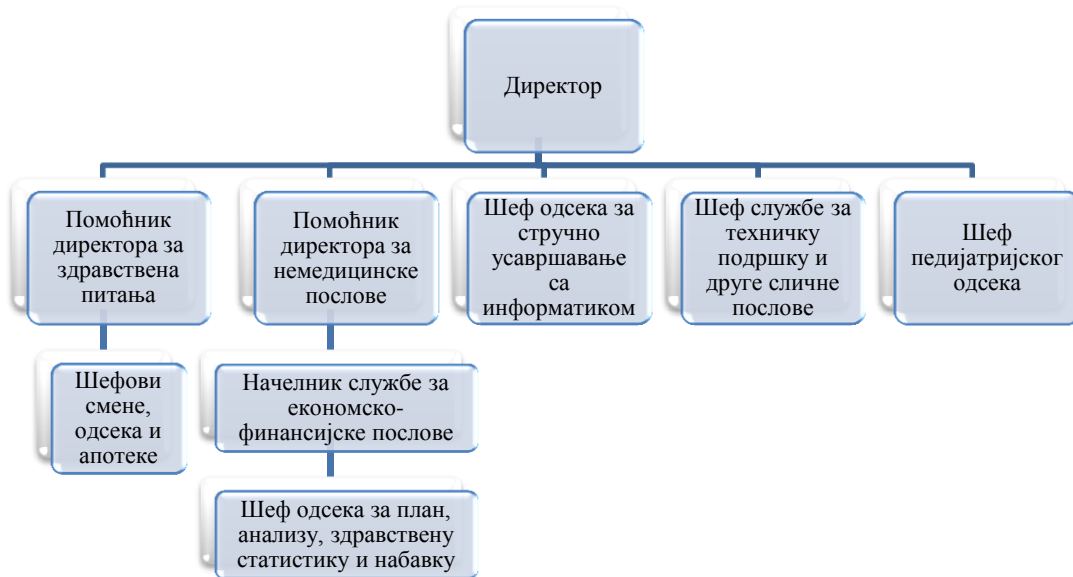 Директор
Помоћник
директора за
здравствена
питања
Помоћник
директора за
немедицинске
послове
Шеф одсека за
стручно
усавршавање
са
информатиком
Шеф службе за
техничку
подршку и
друге сличне
послове
Шеф
педијатријског
одсека
Шефови
смене,
одсека и
апотеке
Начелник службе за
економско-
финансијске послове
Шеф одсека за план,
анализу, здравствену
статистику и набавку